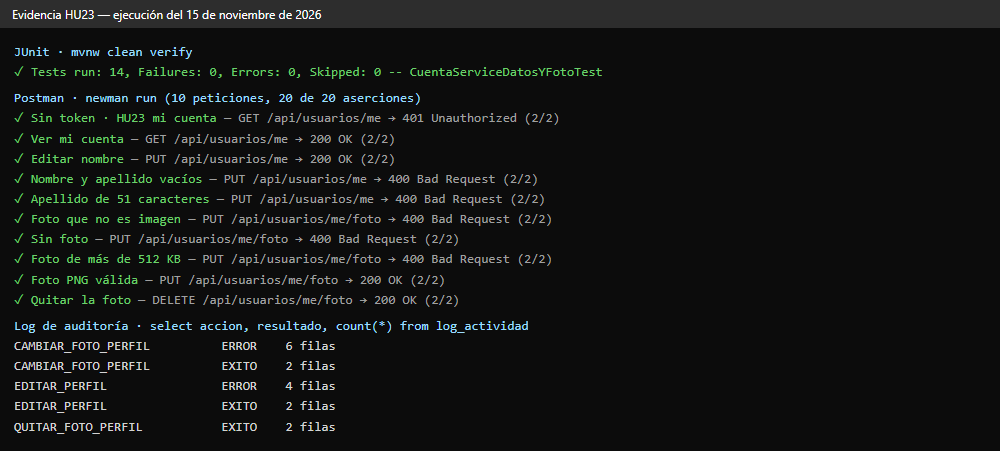 Evidencia HU23 — ejecución del 15 de noviembre de 2026
JUnit · mvnw clean verify
✓ Tests run: 14, Failures: 0, Errors: 0, Skipped: 0 -- CuentaServiceDatosYFotoTest
Postman · newman run (10 peticiones, 20 de 20 aserciones)
✓ Sin token · HU23 mi cuenta — GET /api/usuarios/me → 401 Unauthorized (2/2)
✓ Ver mi cuenta — GET /api/usuarios/me → 200 OK (2/2)
✓ Editar nombre — PUT /api/usuarios/me → 200 OK (2/2)
✓ Nombre y apellido vacíos — PUT /api/usuarios/me → 400 Bad Request (2/2)
✓ Apellido de 51 caracteres — PUT /api/usuarios/me → 400 Bad Request (2/2)
✓ Foto que no es imagen — PUT /api/usuarios/me/foto → 400 Bad Request (2/2)
✓ Sin foto — PUT /api/usuarios/me/foto → 400 Bad Request (2/2)
✓ Foto de más de 512 KB — PUT /api/usuarios/me/foto → 400 Bad Request (2/2)
✓ Foto PNG válida — PUT /api/usuarios/me/foto → 200 OK (2/2)
✓ Quitar la foto — DELETE /api/usuarios/me/foto → 200 OK (2/2)
Log de auditoría · select accion, resultado, count(*) from log_actividad
CAMBIAR_FOTO_PERFIL ERROR 6 filas
CAMBIAR_FOTO_PERFIL EXITO 2 filas
EDITAR_PERFIL ERROR 4 filas
EDITAR_PERFIL EXITO 2 filas
QUITAR_FOTO_PERFIL EXITO 2 filas